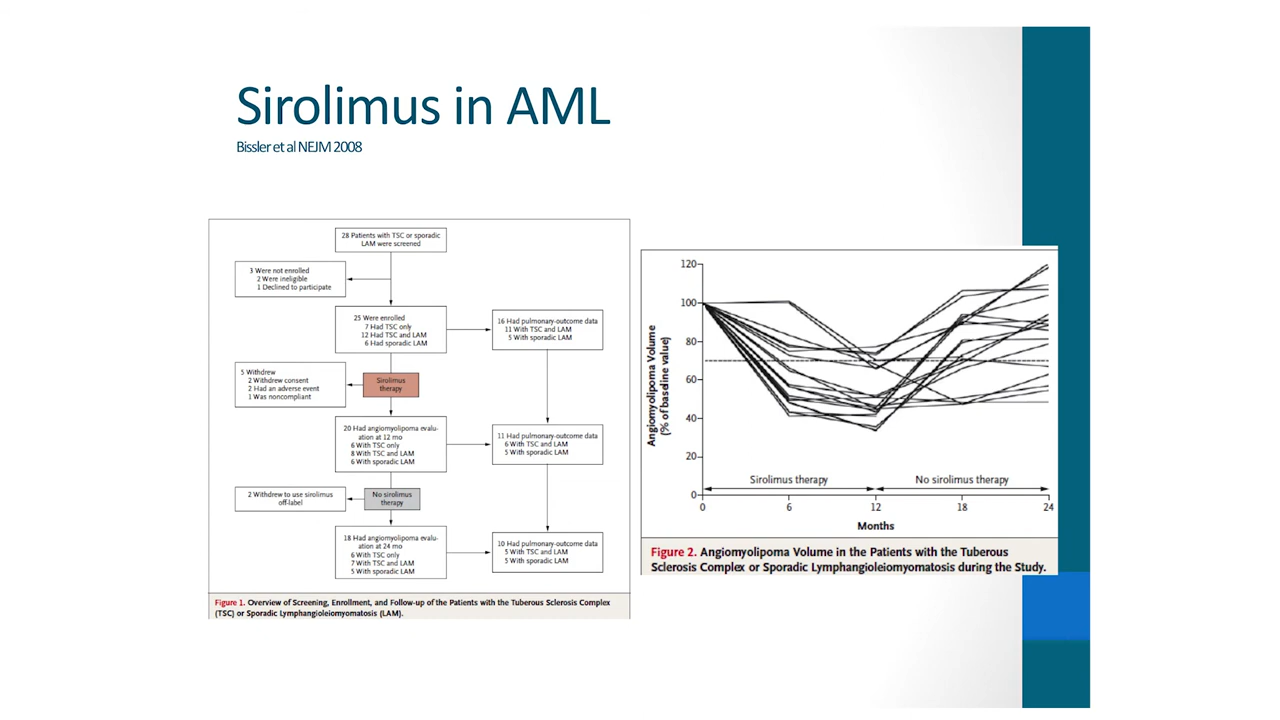 Sirolimus in AML
Bissler et al NEJM 2008
28 Patients with TSC or sporadic
LAM were screened
3 Were not enrolled
2 Were ineligible
1 Declined to participate
25 Were enrolled
7 Had TSC only
12 Had TSC and LAM
6 Had sporadic LAM
16 Had pulmonary-outcome data
11 With TSC and LAM
5 With sporadic LAM
5 Withdrew
2 Withdrew consent
2 Had an adverse event
1 Was noncompliant
Sirolimus
therapy
20 Had angiomyolipoma evalu-
ation at 12 mo
6 With TSC only
8 With TSC and LAM
6 With sporadic LAM
11 Had pulmonary-outcome data
6 With TSC and LAM
5 With sporadic LAM
2 Withdrew to use sirolimus
off-label
No sirolimus
therapy
18 Had angiomyolipoma evalu-
ation at 24 mo
6 With TSC only
7 With TSC and LAM
5 With sporadic LAM
10 Had pulmonary-outcome data
5 With TSC and LAM
5 With sporadic LAM
Figure 1. Overview of Screening, Enrollment, and Follow-up of the Patients with the Tuberous Sclerosis Complex
(TSC) or Sporadic Lymphangioleiomyomatosis (LAM).
Angiomyolipoma Volume
(% of baseline value)
120
100
80
60
40
20
0
Sirolimus therapy
No sirolimus therapy
0
6
12
18
24
Months
Figure 2. Angiomyolipoma Volume in the Patients with the Tuberous
Sclerosis Complex or Sporadic Lymphangioleiomyomatosis during the Study.